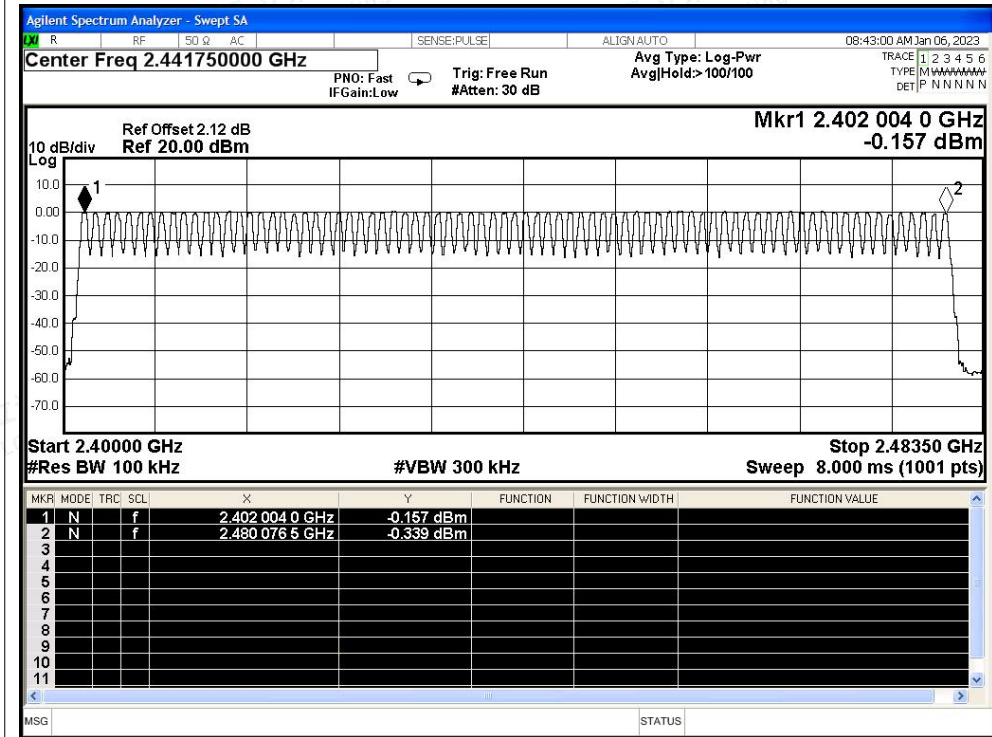 Agilent Spectrum Analyzer - Swept SA
LXI R RF 50 Ω AC SENSE:PULSE ALIGN AUTO 08:43:00 AM Jan 06, 2023
Center Freq 2.441750000 GHz
PNO: Fast
IFGain:Low
Trig: Free Run
#Atten: 30 dB
Avg Type: Log-Pwr
Avg|Hold:>100/100
TRACE 1 2 3 4 5 6
TYPE M WWWWW
DET P N N N N N
Mkr1 2.402 004 0 GHz
-0.157 dBm
Ref Offset 2.12 dB
10 dB/div Ref 20.00 dBm
Log
10.0
0.00
-10.0
-20.0
-30.0
-40.0
-50.0
-60.0
-70.0
1
2
Start 2.40000 GHz Stop 2.48350 GHz
#Res BW 100 kHz #VBW 300 kHz Sweep 8.000 ms (1001 pts)
MKR MODE TRC SCL X Y FUNCTION FUNCTION WIDTH FUNCTION VALUE
1 N f 2.402 004 0 GHz -0.157 dBm
2 N f 2.480 076 5 GHz -0.339 dBm
3
4
5
6
7
8
9
10
11
MSG STATUS